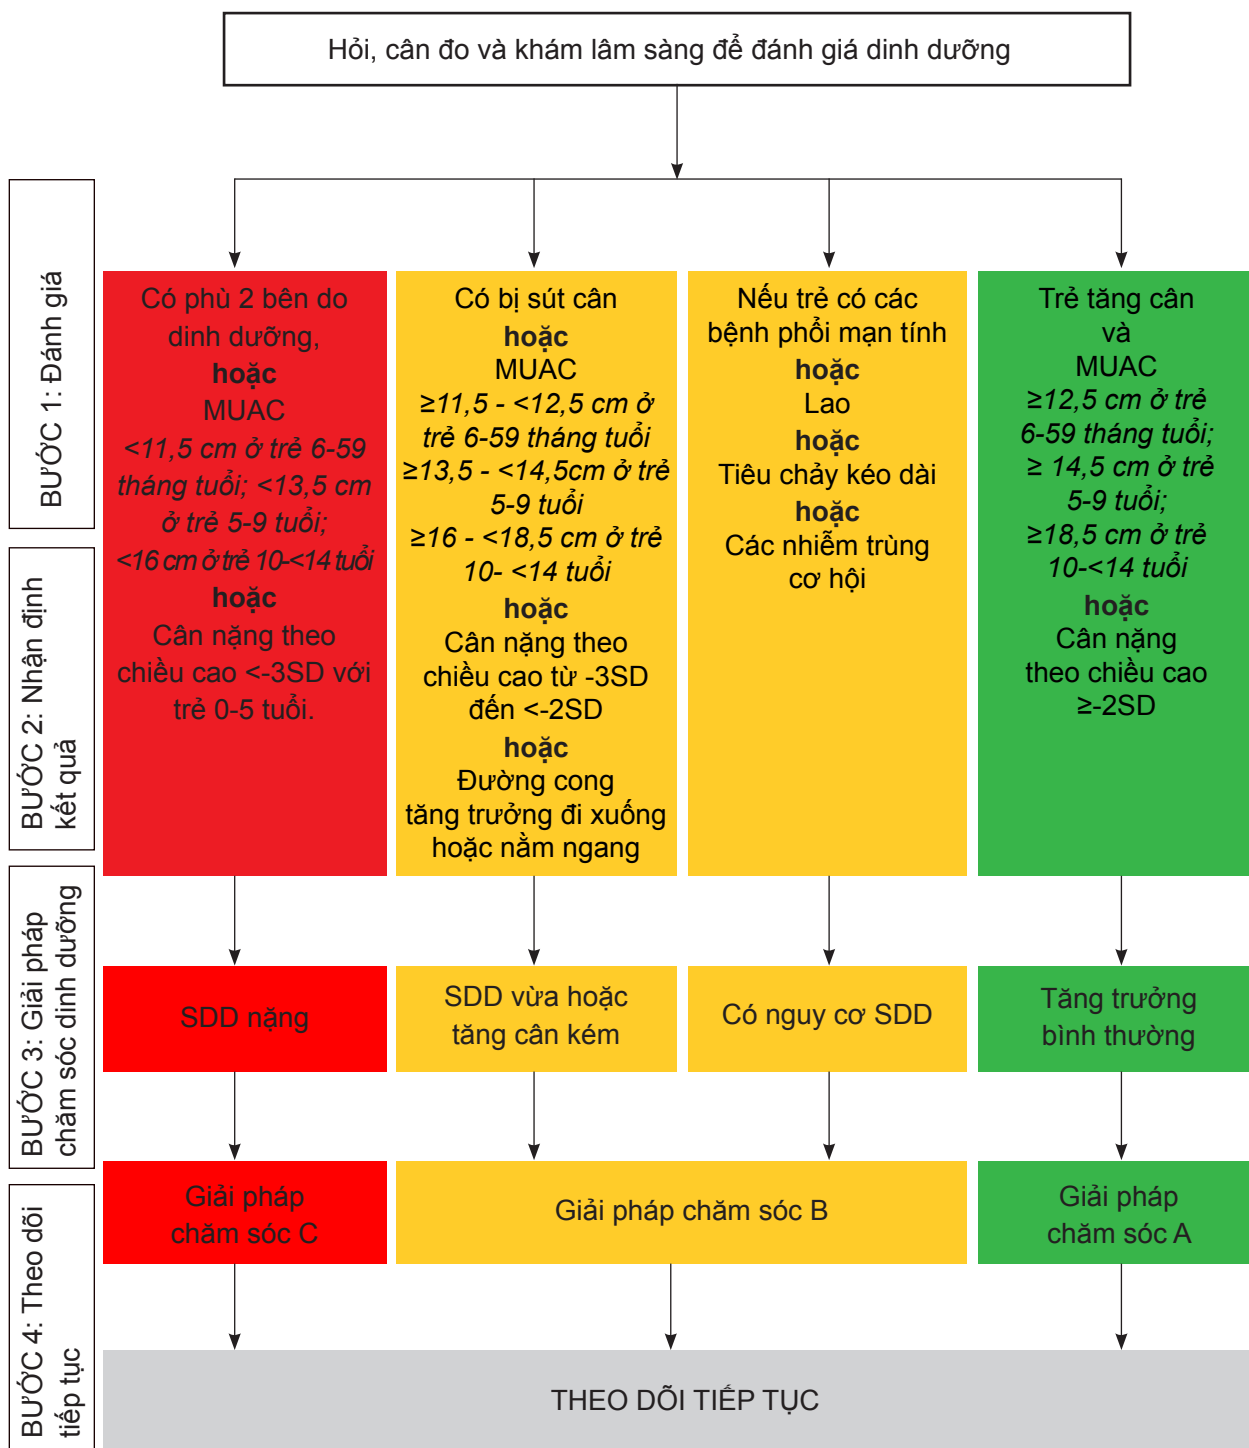 Hỏi, cân đo và khám lâm sàng để đánh giá dinh dưỡng
BƯỚC 1: Đánh giá
Có phù 2 bên do
dinh dưỡng,
hoặc
MUAC
<11,5 cm ở trẻ 6-59
tháng tuổi; <13,5 cm
ở trẻ 5-9 tuổi;
<16 cm ở trẻ 10-<14 tuổi
hoặc
Cân nặng theo
chiều cao <-3SD với
trẻ 0-5 tuổi.
Có bị sút cân
hoặc
MUAC
≥11,5 - <12,5 cm ở
trẻ 6-59 tháng tuổi
≥13,5 - <14,5cm ở trẻ
5-9 tuổi
≥16 - <18,5 cm ở trẻ
10- <14 tuổi
hoặc
Cân nặng theo
chiều cao từ -3SD
đến <-2SD
hoặc
Đường cong
tăng trưởng đi xuống
hoặc nằm ngang
Nếu trẻ có các
bệnh phổi mạn tính
hoặc
Lao
hoặc
Tiêu chảy kéo dài
hoặc
Các nhiễm trùng
cơ hội
Trẻ tăng cân
và
MUAC
≥12,5 cm ở trẻ
6-59 tháng tuổi;
≥ 14,5 cm ở trẻ
5-9 tuổi;
≥18,5 cm ở trẻ
10-<14 tuổi
hoặc
Cân nặng
theo chiều cao
≥-2SD
BƯỚC 2: Nhận định
kết quả
BƯỚC 3: Giải pháp
chăm sóc dinh dưỡng
SDD nặng
SDD vừa hoặc
tăng cân kém
Có nguy cơ SDD
Tăng trưởng
bình thường
Giải pháp
chăm sóc C
Giải pháp chăm sóc B
Giải pháp
chăm sóc A
BƯỚC 4: Theo dõi
tiếp tục
THEO DÕI TIẾP TỤC